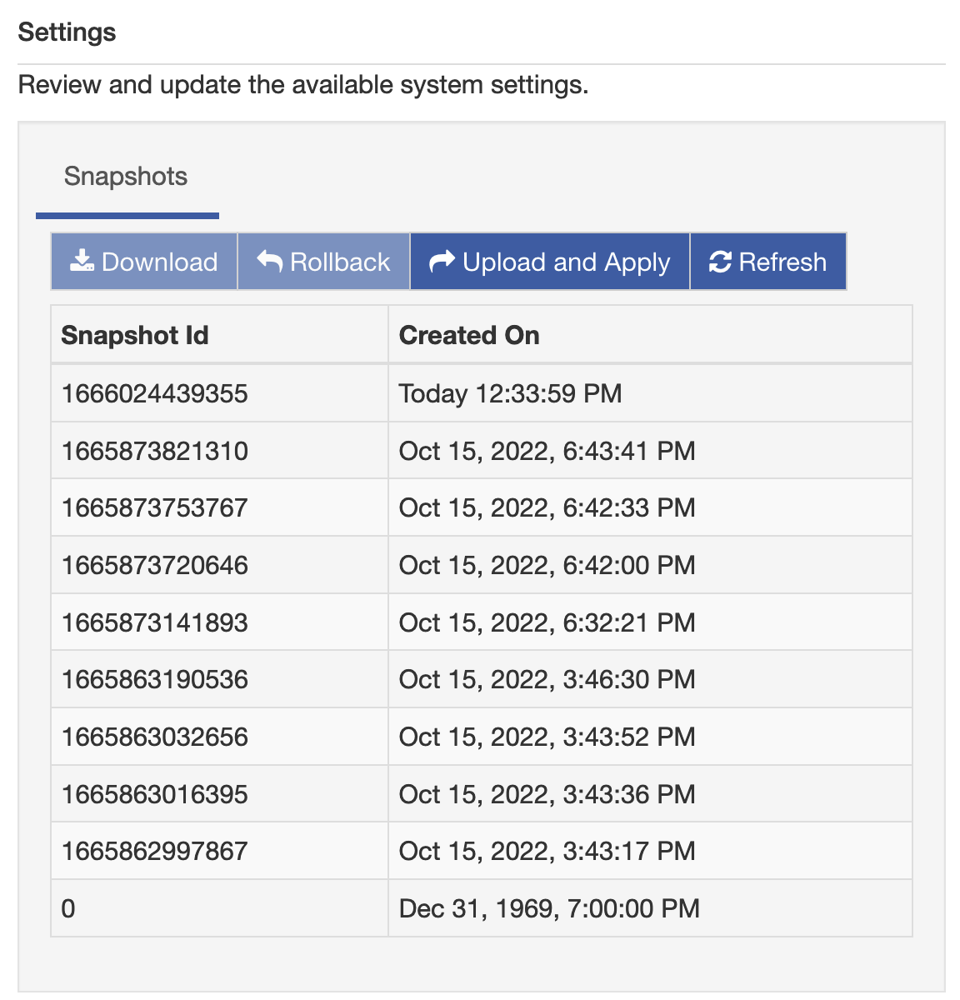 Settings
Review and update the available system settings.
Snapshots
Download Rollback Upload and Apply Refresh
Snapshot Id Created On
1666024439355 Today 12:33:59 PM
1665873821310 Oct 15, 2022, 6:43:41 PM
1665873753767 Oct 15, 2022, 6:42:33 PM
1665873720646 Oct 15, 2022, 6:42:00 PM
1665873141893 Oct 15, 2022, 6:32:21 PM
1665863190536 Oct 15, 2022, 3:46:30 PM
1665863032656 Oct 15, 2022, 3:43:52 PM
1665863016395 Oct 15, 2022, 3:43:36 PM
1665862997867 Oct 15, 2022, 3:43:17 PM
0 Dec 31, 1969, 7:00:00 PM